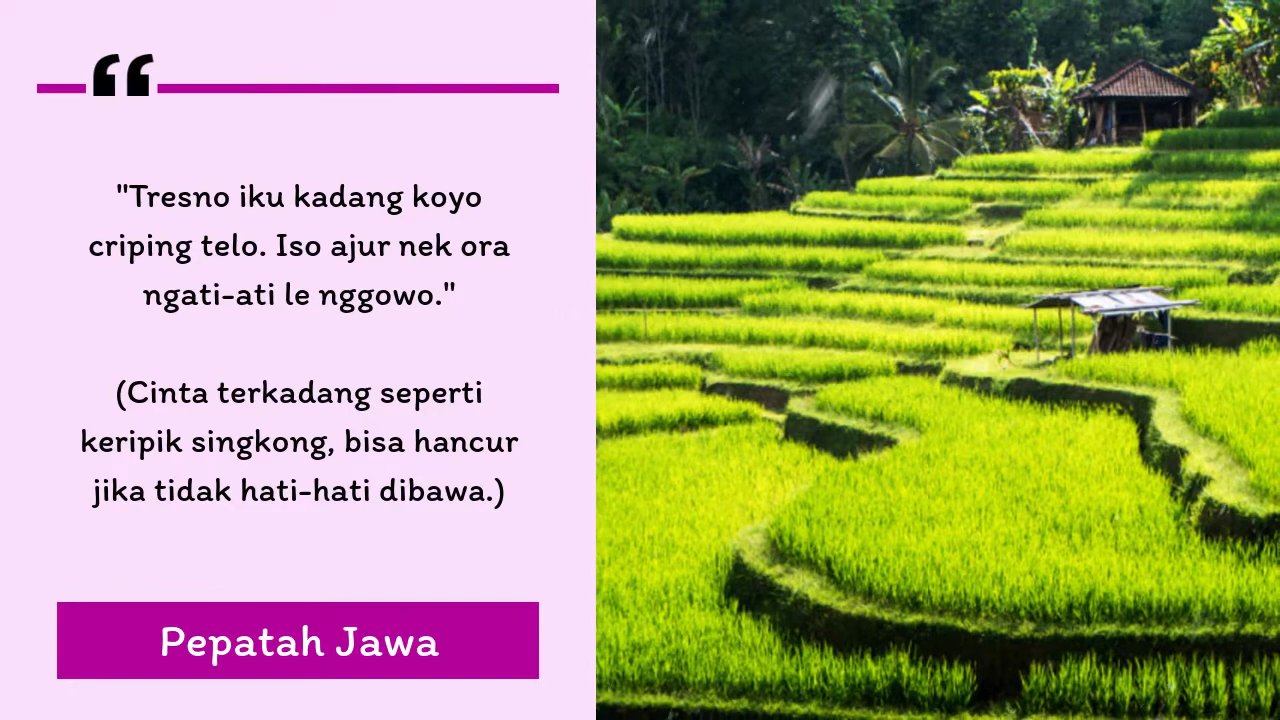 "Tresno iku kadang koyo
criping telo. Iso ajur nek ora
ngati-ati le nggowo."
(Cinta terkadang seperti
keripik singkong, bisa hancur
jika tidak hati-hati dibawa.)
Pepatah Jawa